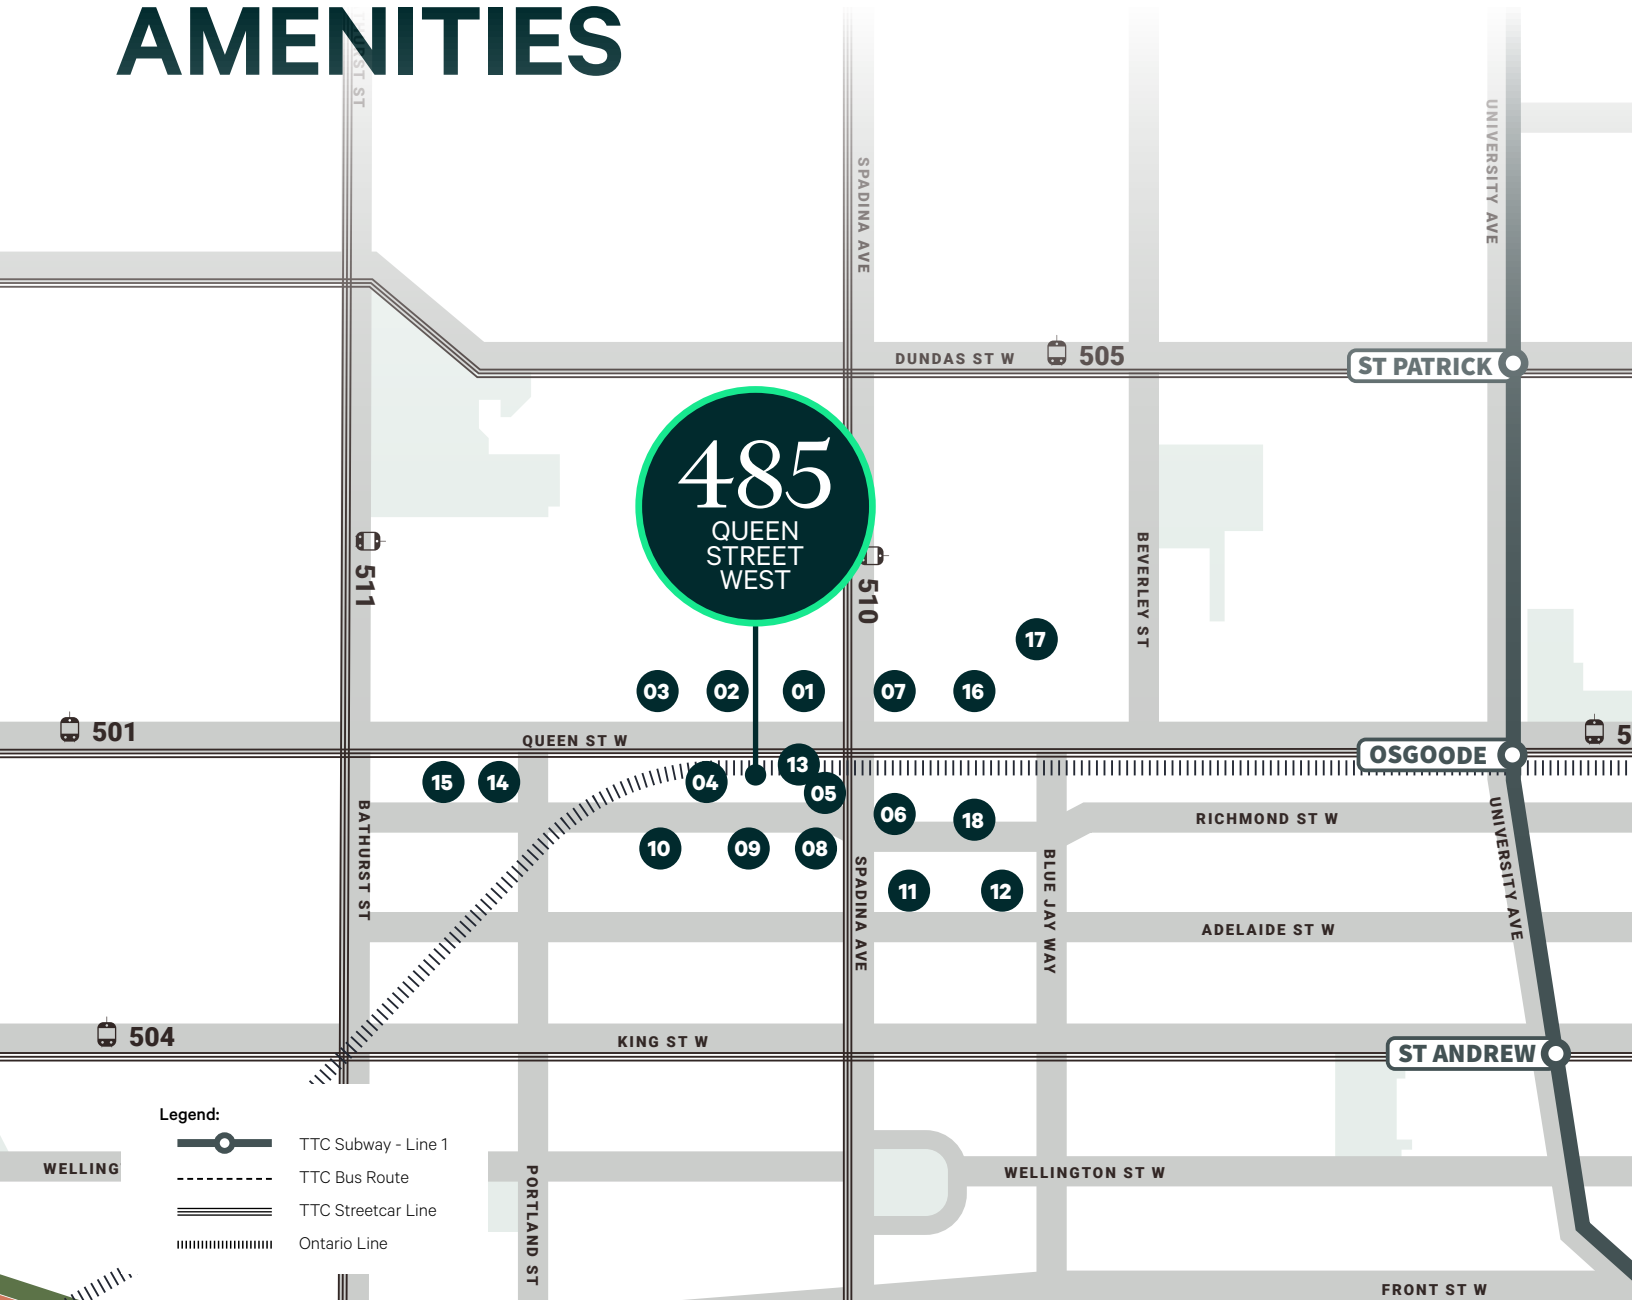 AMENITIES
ST ST
SPADINA AVE
UNIVERSITY AVE
DUNDAS ST W
505
ST PATRICK
485
QUEEN
STREET
WEST
511
510
BEVERLEY ST
17
03
02
01
07
16
501
QUEEN ST W
OSGOODE
5
13
15
14
04
05
06
18
RICHMOND ST W
BATHURST ST
UNIVERSITY AVE
10
09
08
SPADINA AVE
BLUE JAY WAY
11
12
ADELAIDE ST W
504
KING ST W
ST ANDREW
Legend:
TTC Subway - Line 1
TTC Bus Route
TTC Streetcar Line
Ontario Line
WELLING
PORTLAND ST
WELLINGTON ST W
FRONT ST W